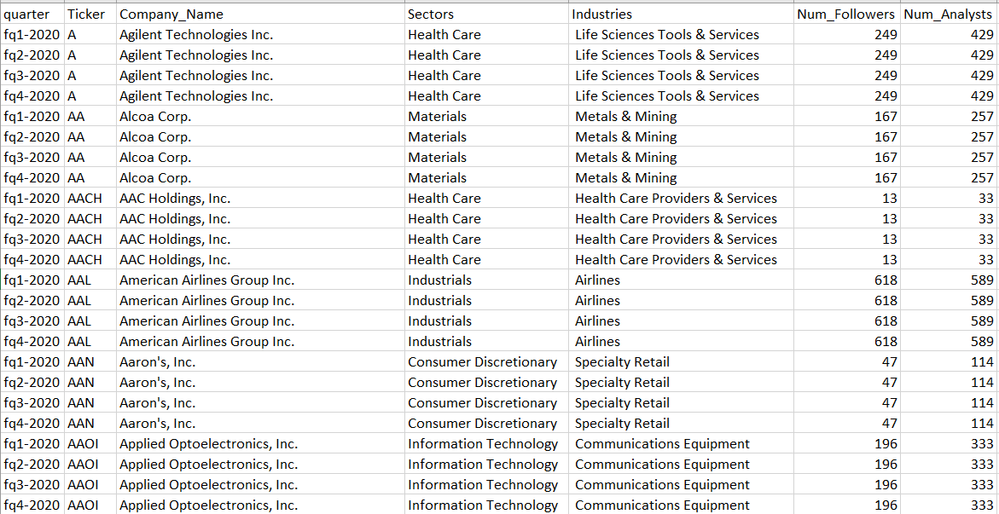 quarter Ticker Company_Name Sectors Industries Num_Followers Num_Analysts
fq1-2020 A Agilent Technologies Inc. Health Care Life Sciences Tools & Services 249 429
fq2-2020 A Agilent Technologies Inc. Health Care Life Sciences Tools & Services 249 429
fq3-2020 A Agilent Technologies Inc. Health Care Life Sciences Tools & Services 249 429
fq4-2020 A Agilent Technologies Inc. Health Care Life Sciences Tools & Services 249 429
fq1-2020 AA Alcoa Corp. Materials Metals & Mining 167 257
fq2-2020 AA Alcoa Corp. Materials Metals & Mining 167 257
fq3-2020 AA Alcoa Corp. Materials Metals & Mining 167 257
fq4-2020 AA Alcoa Corp. Materials Metals & Mining 167 257
fq1-2020 AACH AAC Holdings, Inc. Health Care Health Care Providers & Services 13 33
fq2-2020 AACH AAC Holdings, Inc. Health Care Health Care Providers & Services 13 33
fq3-2020 AACH AAC Holdings, Inc. Health Care Health Care Providers & Services 13 33
fq4-2020 AACH AAC Holdings, Inc. Health Care Health Care Providers & Services 13 33
fq1-2020 AAL American Airlines Group Inc. Industrials Airlines 618 589
fq2-2020 AAL American Airlines Group Inc. Industrials Airlines 618 589
fq3-2020 AAL American Airlines Group Inc. Industrials Airlines 618 589
fq4-2020 AAL American Airlines Group Inc. Industrials Airlines 618 589
fq1-2020 AAN Aaron's, Inc. Consumer Discretionary Specialty Retail 47 114
fq2-2020 AAN Aaron's, Inc. Consumer Discretionary Specialty Retail 47 114
fq3-2020 AAN Aaron's, Inc. Consumer Discretionary Specialty Retail 47 114
fq4-2020 AAN Aaron's, Inc. Consumer Discretionary Specialty Retail 47 114
fq1-2020 AAOI Applied Optoelectronics, Inc. Information Technology Communications Equipment 196 333
fq2-2020 AAOI Applied Optoelectronics, Inc. Information Technology Communications Equipment 196 333
fq3-2020 AAOI Applied Optoelectronics, Inc. Information Technology Communications Equipment 196 333
fq4-2020 AAOI Applied Optoelectronics, Inc. Information Technology Communications Equipment 196 333